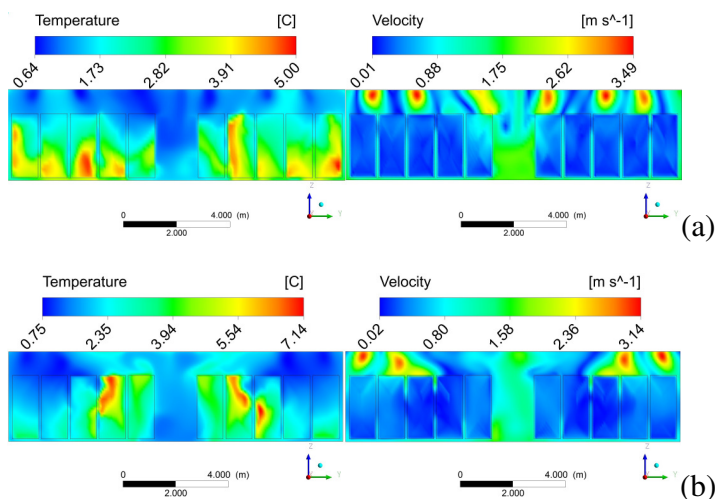 Temperature [C] Velocity [m s^-1]
0.64 1.73 2.82 3.91 5.00 0.01 0.88 1.75 2.62 3.49
Z Z
0 4.000 (m) Y 0 4.000 (m) Y
2.000 2.000
(a)
Temperature [C] Velocity [m s^-1]
0.75 2.35 3.94 5.54 7.14 0.02 0.80 1.58 2.36 3.14
Z Z
0 4.000 (m) Y 0 4.000 (m) Y
2.000 2.000
(b)